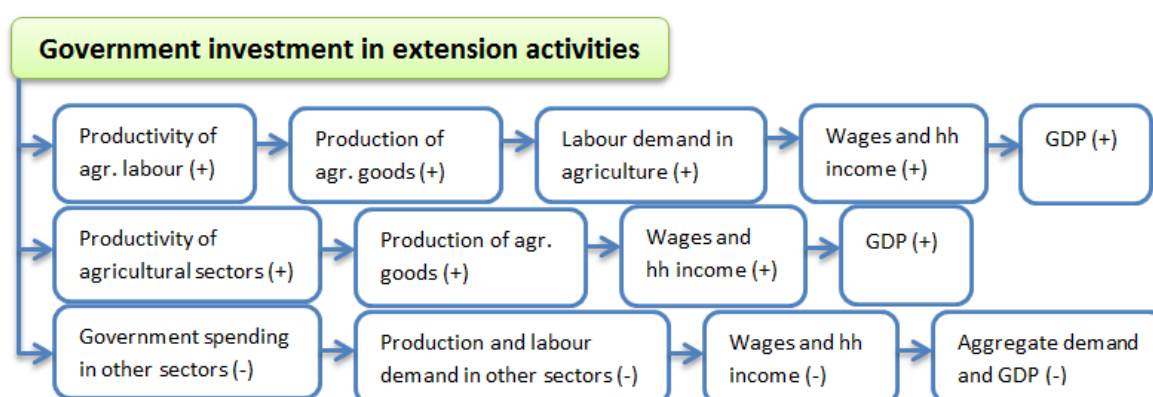 Government investment in extension activities
Productivity of
agr. labour (+)
Production of
agr. goods (+)
Labour demand in
agriculture (+)
Wages and hh
income (+)
GDP (+)
Productivity of
agricultural sectors (+)
Production of agr.
goods (+)
Wages and
hh income (+)
GDP (+)
Government spending
in other sectors (-)
Production and labour
demand in other sectors (-)
Wages and hh
income (-)
Aggregate demand
and GDP (-)